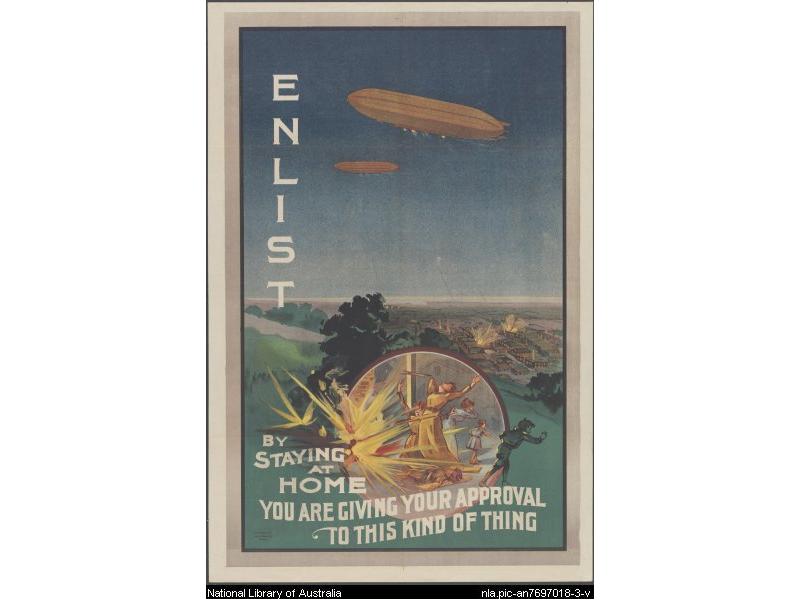 ENLIST
BY
STAYING
AT
HOME
YOU ARE GIVING YOUR APPROVAL
TO THIS KIND OF THING
National Library of Australia
nla.pic-an7697018-3-v